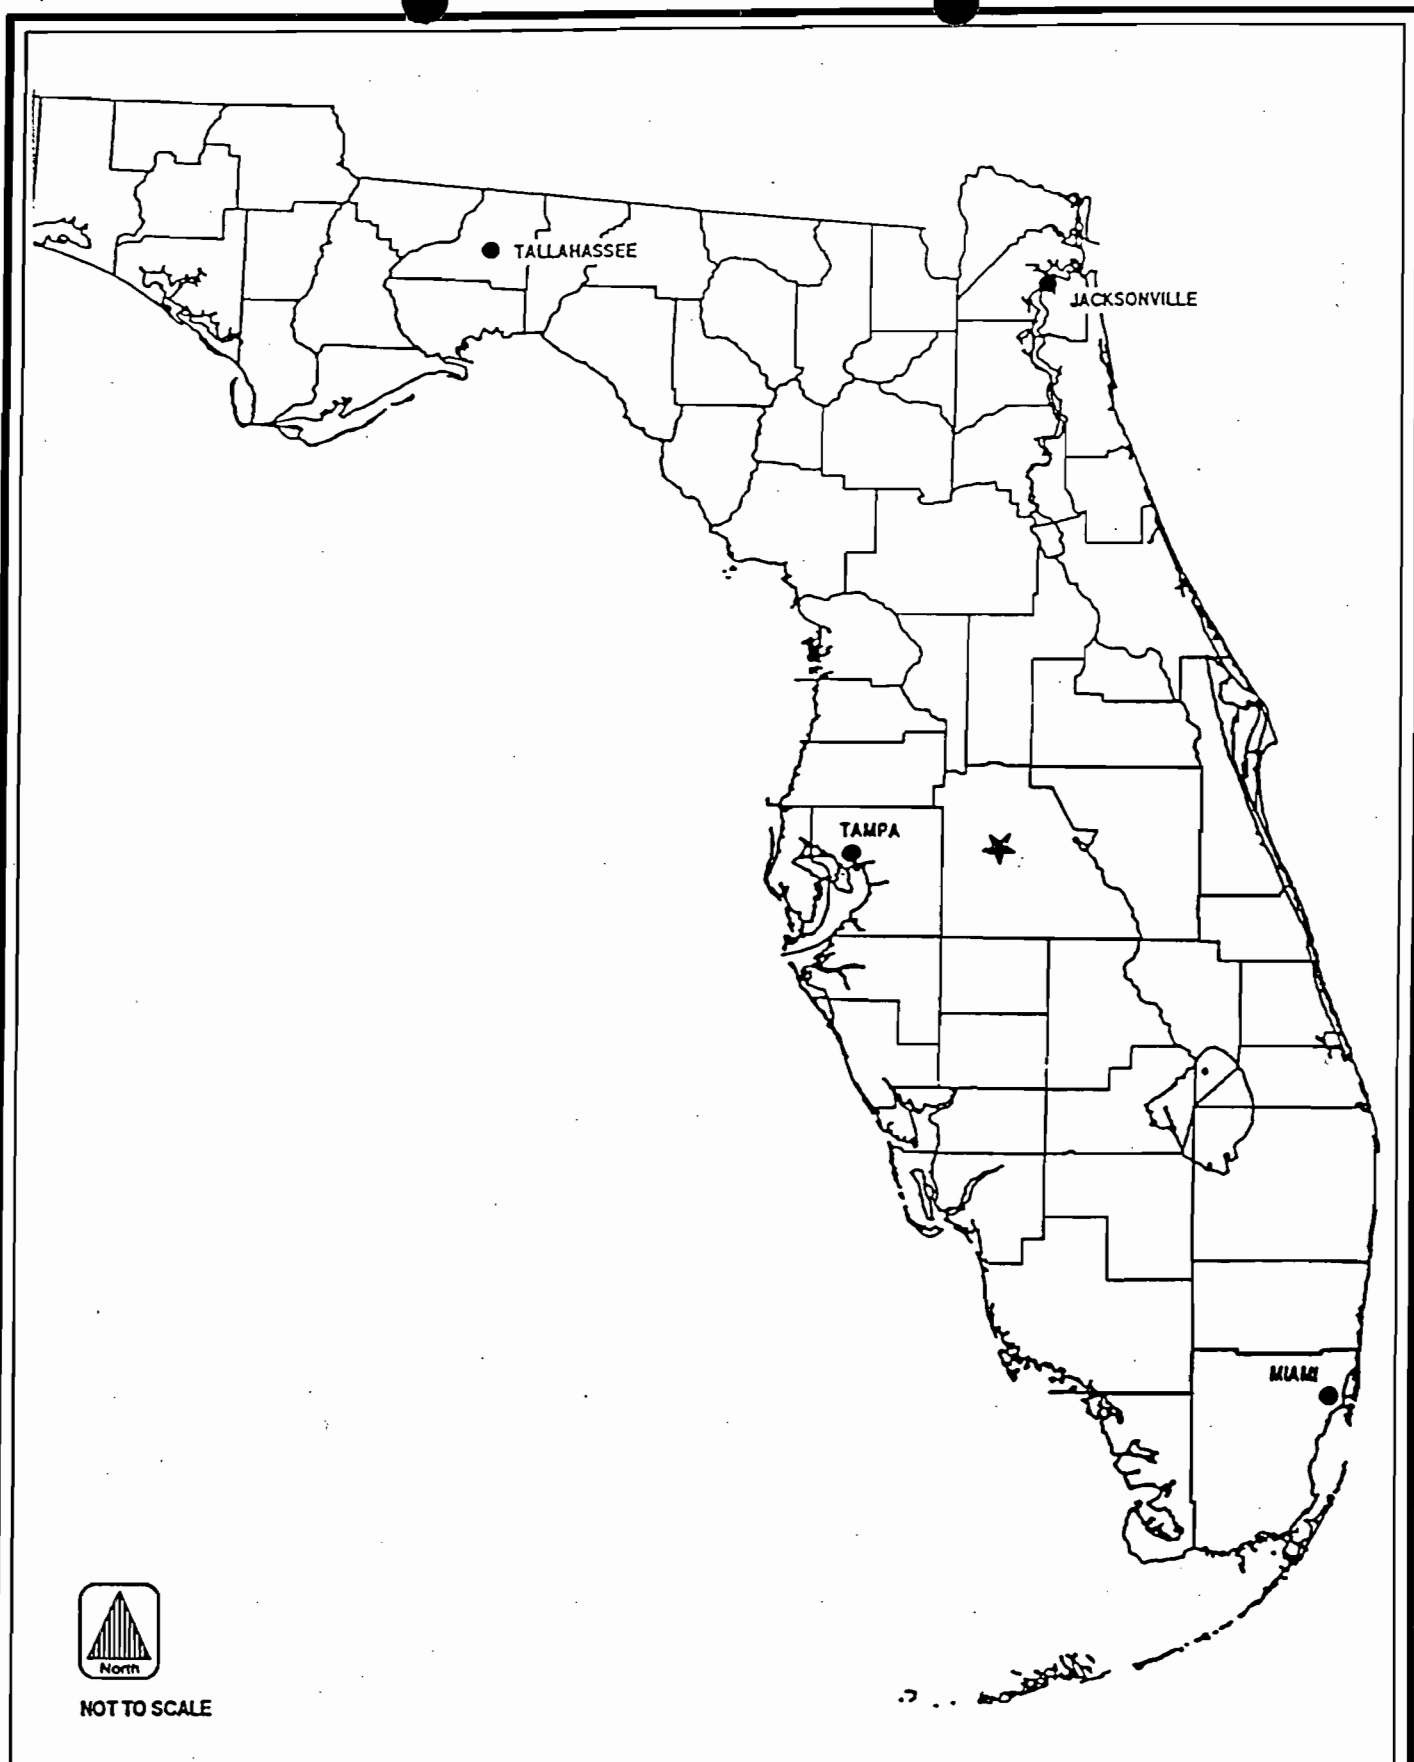 TALLAHASSEE
JACKSONVILLE
TAMPA
MIAMI
North
NOT TO SCALE